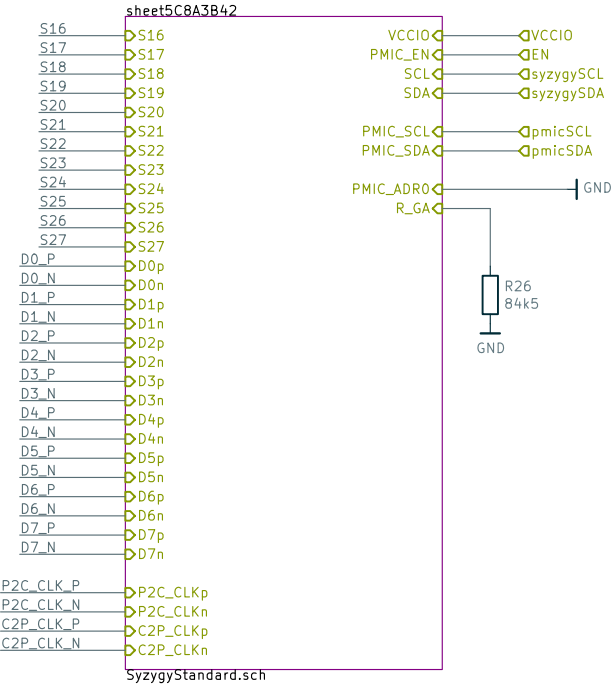 sheet5C8A3B42
S16 S16 VCCIO VCCIO
S17 S17 PMIC_EN EN
S18 S18 SCL syzygySCL
S19 S19 SDA syzygySDA
S20 S20
S21 S21 PMIC_SCL pmicSCL
S22 S22 PMIC_SDA pmicSDA
S23 S23
S24 S24 PMIC_ADR0 GND
S25 S25 R_GA
S26 S26
S27 S27
D0_P D0p
D0_N D0n R26
D1_P D1p 84k5
D1_N D1n
D2_P D2p GND
D2_N D2n
D3_P D3p
D3_N D3n
D4_P D4p
D4_N D4n
D5_P D5p
D5_N D5n
D6_P D6p
D6_N D6n
D7_P D7p
D7_N D7n
P2C_CLK_P P2C_CLKp
P2C_CLK_N P2C_CLKn
C2P_CLK_P C2P_CLKp
C2P_CLK_N C2P_CLKn
SyzygyStandard.sch